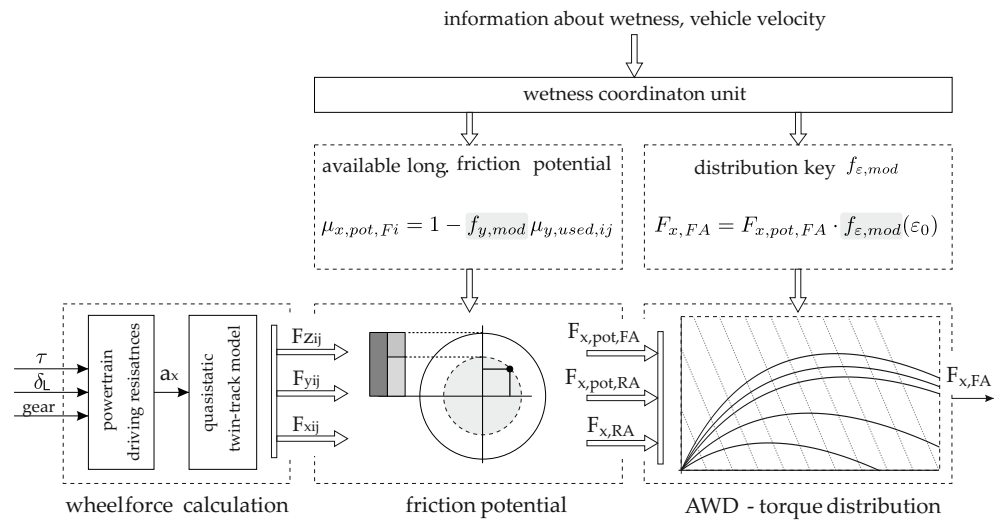 information about wetness, vehicle velocity
wetness coordinaton unit
available long. friction potential
μx,pot,Fi = 1 − fy,mod μy,used,ij
distribution key fε,mod
Fx,FA = Fx,pot,FA · fε,mod(ε0)
τ
δL
gear
powertrain
driving resisatnces
ax
quasistatic
twin-track model
FZij
Fyij
Fxij
Fx,pot,FA
Fx,pot,RA
Fx,RA
Fx,FA
wheelforce calculation
friction potential
AWD - torque distribution